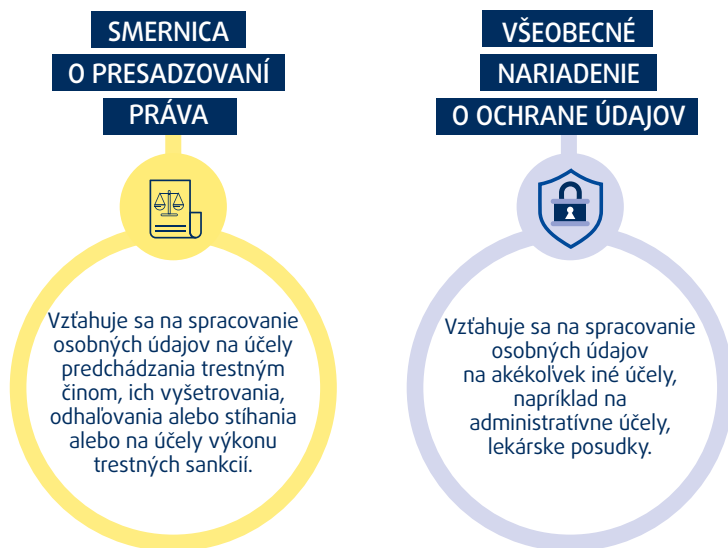 SMERNICA
O PRESADZOVANÍ
PRÁVA
Vzťahuje sa na spracovanie
osobných údajov na účely
predchádzania trestným
činom, ich vyšetrovania,
odhaľovania alebo stíhania
alebo na účely výkonu
trestných sankcií.
VŠEOBECNÉ
NARIADENIE
O OCHRANE ÚDAJOV
Vzťahuje sa na spracovanie
osobných údajov
na akékoľvek iné účely,
napríklad na
administratívne účely,
lekárske posudky.